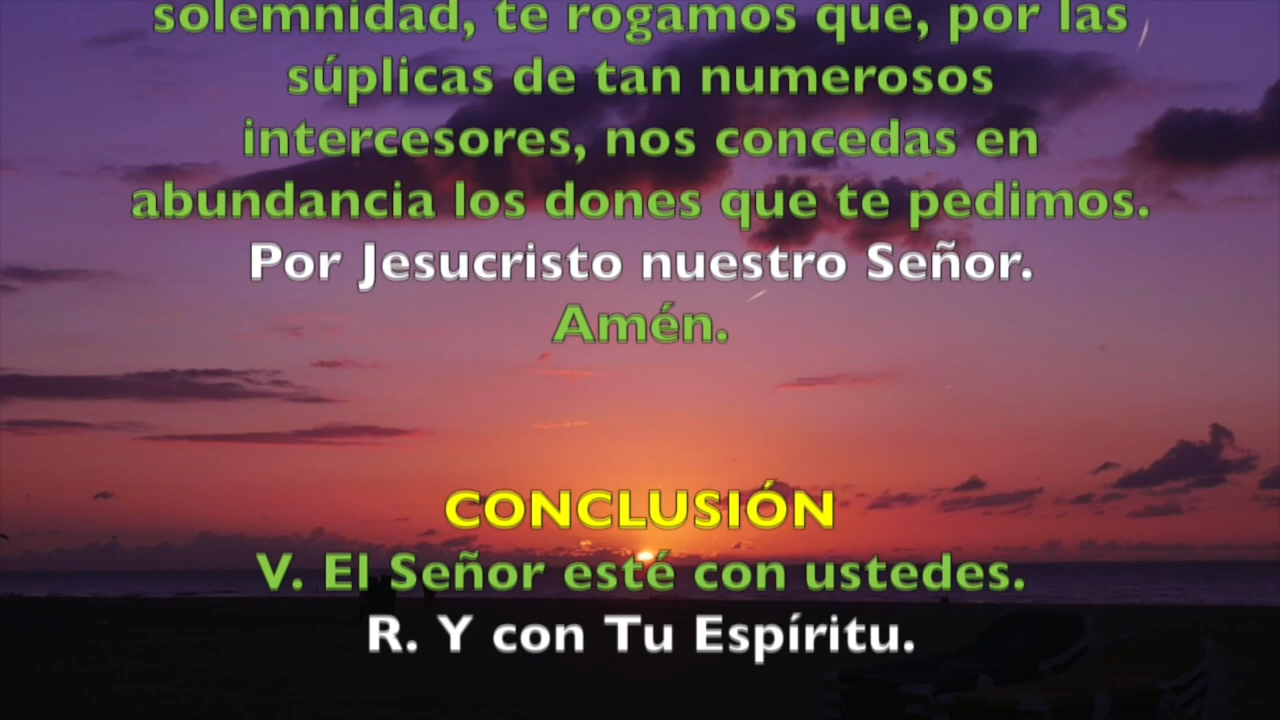 solemnidad, te rogamos que, por las
súplicas de tan numerosos
intercesores, nos concedas en
abundancia los dones que te pedimos.
Por Jesucristo nuestro Señor.
Amén.
CONCLUSIÓN
V. El Señor esté con ustedes.
R. Y con Tu Espíritu.